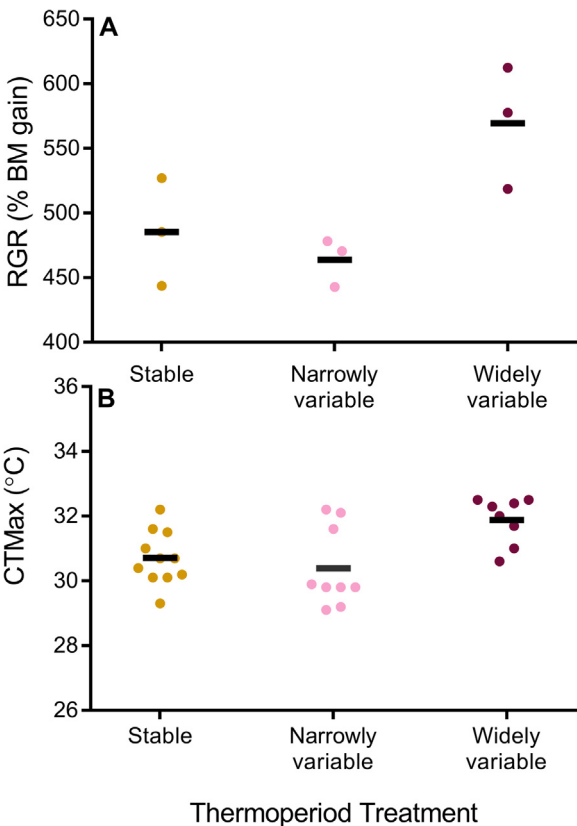 A
RGR (% BM gain)
650
600
550
500
450
400
Stable
Narrowly
variable
Widely
variable
B
CTMax (°C)
36
34
32
30
28
26
Stable
Narrowly
variable
Widely
variable
Thermoperiod Treatment